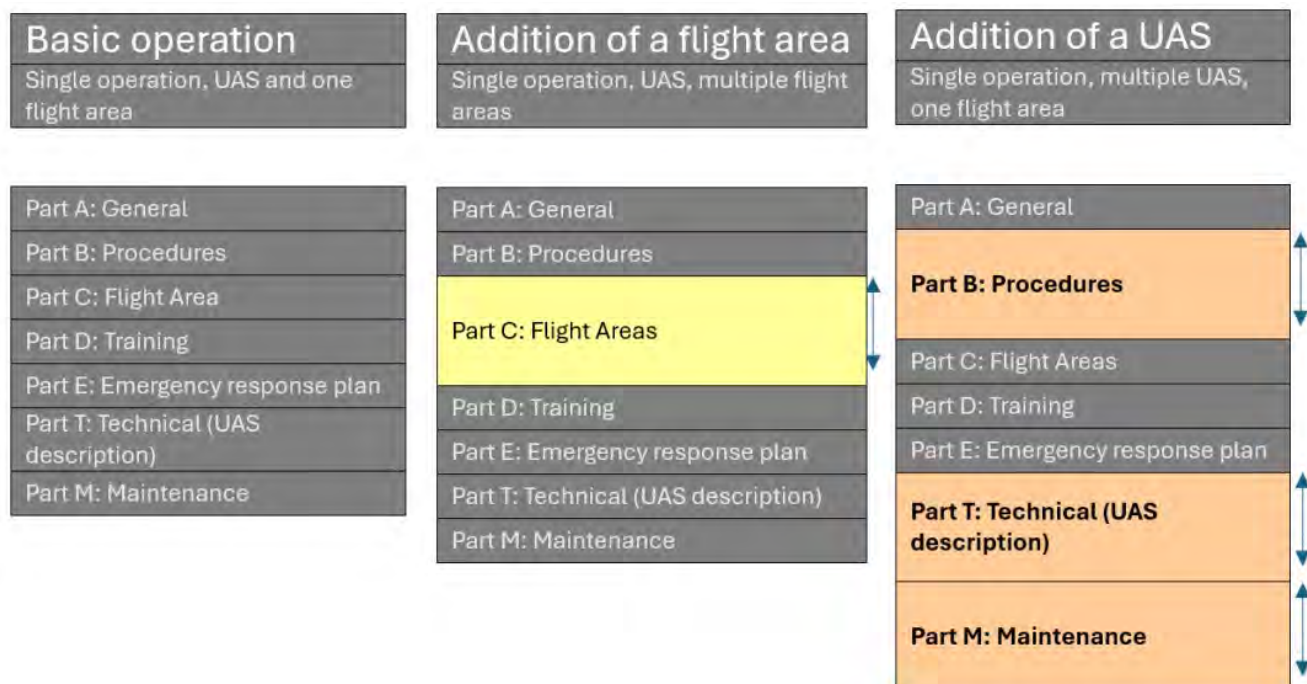 Basic operation
Single operation, UAS and one
flight area
Part A: General
Part B: Procedures
Part C: Flight Area
Part D: Training
Part E: Emergency response plan
Part T: Technical (UAS
description)
Part M: Maintenance
Addition of a flight area
Single operation, UAS, multiple flight
areas
Part A: General
Part B: Procedures
Part C: Flight Areas
Part D: Training
Part E: Emergency response plan
Part T: Technical (UAS description)
Part M: Maintenance
Addition of a UAS
Single operation, multiple UAS,
one flight area
Part A: General
Part B: Procedures
Part C: Flight Areas
Part D: Training
Part E: Emergency response plan
Part T: Technical (UAS
description)
Part M: Maintenance